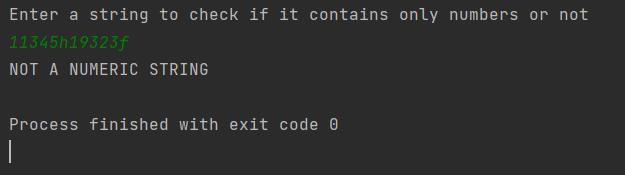 Enter a string to check if it contains only numbers or not
11345h19323f
NOT A NUMERIC STRING
Process finished with exit code 0